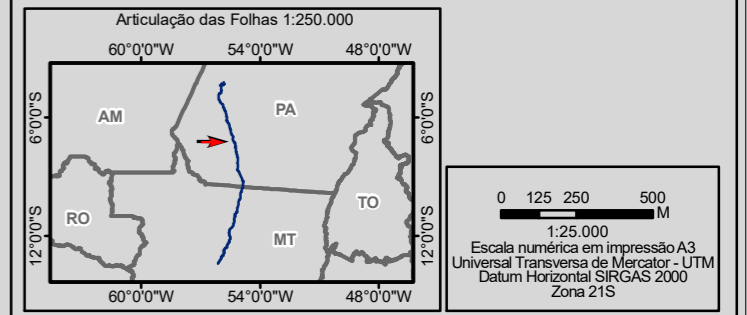 Articulação das Folhas 1:250.000
60°0'0"W 54°0'0"W 48°0'0"W
6°0'0"S 6°0'0"S
AM PA
RO TO
MT
12°0'0"S 12°0'0"S
60°0'0"W 54°0'0"W 48°0'0"W
0 125 250 500
M
1:25.000
Escala numérica em impressão A3
Universal Transversa de Mercator - UTM
Datum Horizontal SIRGAS 2000
Zona 21S